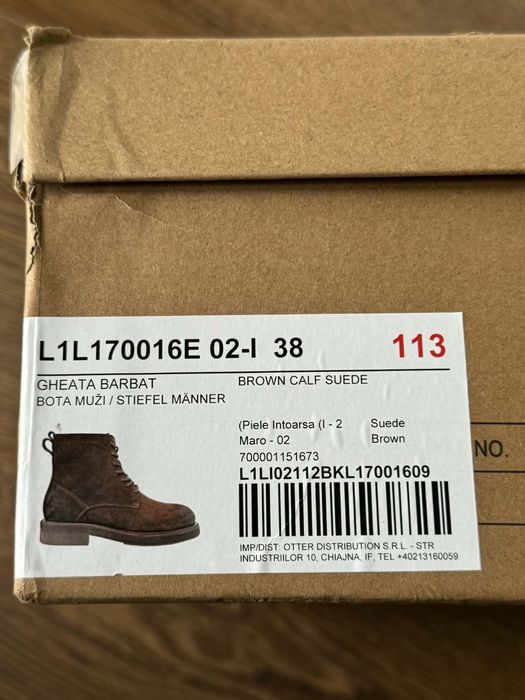 L1L170016E 02-I 38 113
GHEATA BARBAT BROWN CALF SUEDE
BOTA MUŽI / STIEFEL MÄNNER
(Piele Intoarsa (I - 2 Suede
Maro - 02 Brown
700001151673
L1LI02112BKL17001609
IMP/DIST: OTTER DISTRIBUTION S.R.L. - STR
INDUSTRIILOR 10, CHIAJNA, IF, TEL +40213160059
NO.